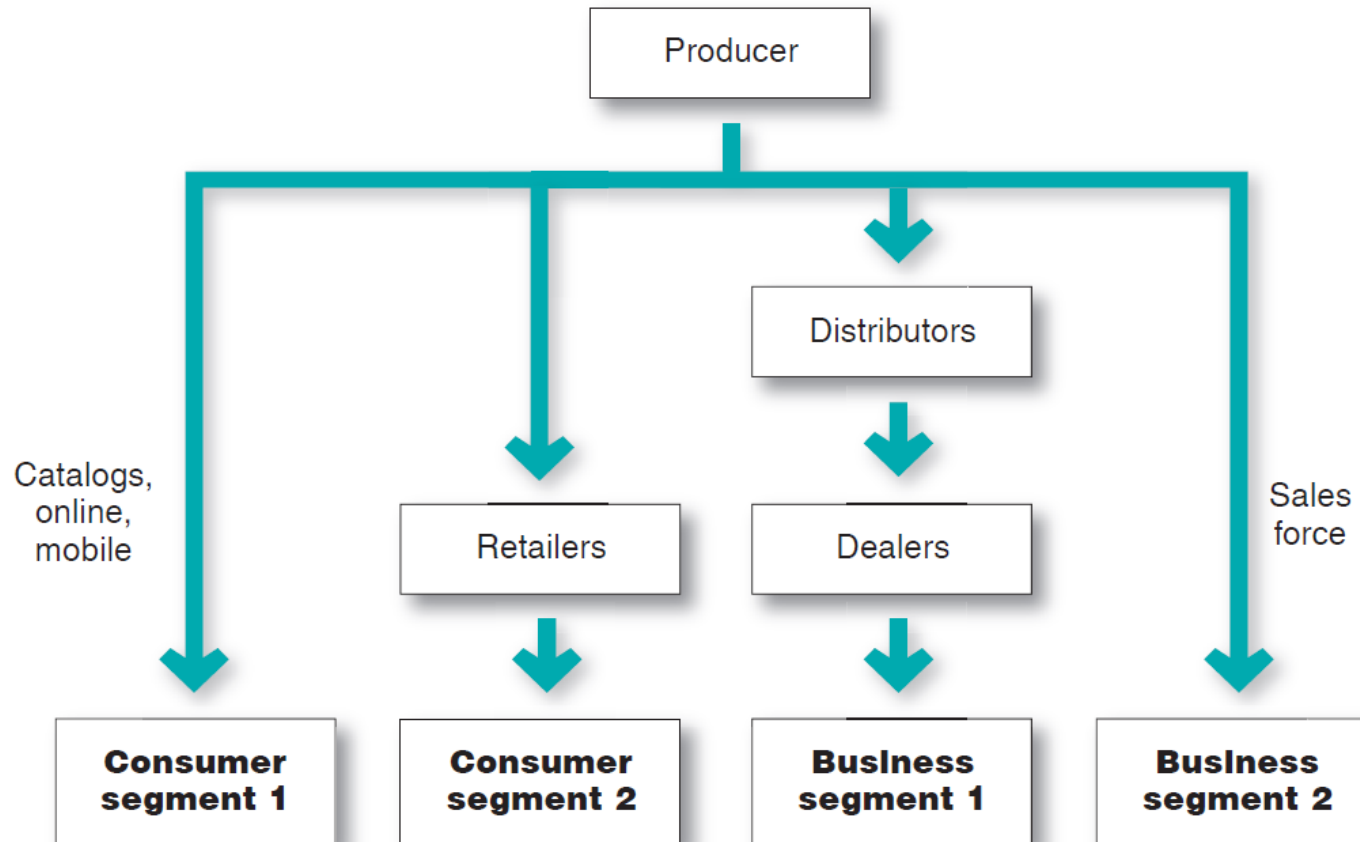 Producer
Distributors
Catalogs,
online,
mobile
Sales
force
Retailers
Dealers
Consumer
segment 1
Consumer
segment 2
Business
segment 1
Business
segment 2